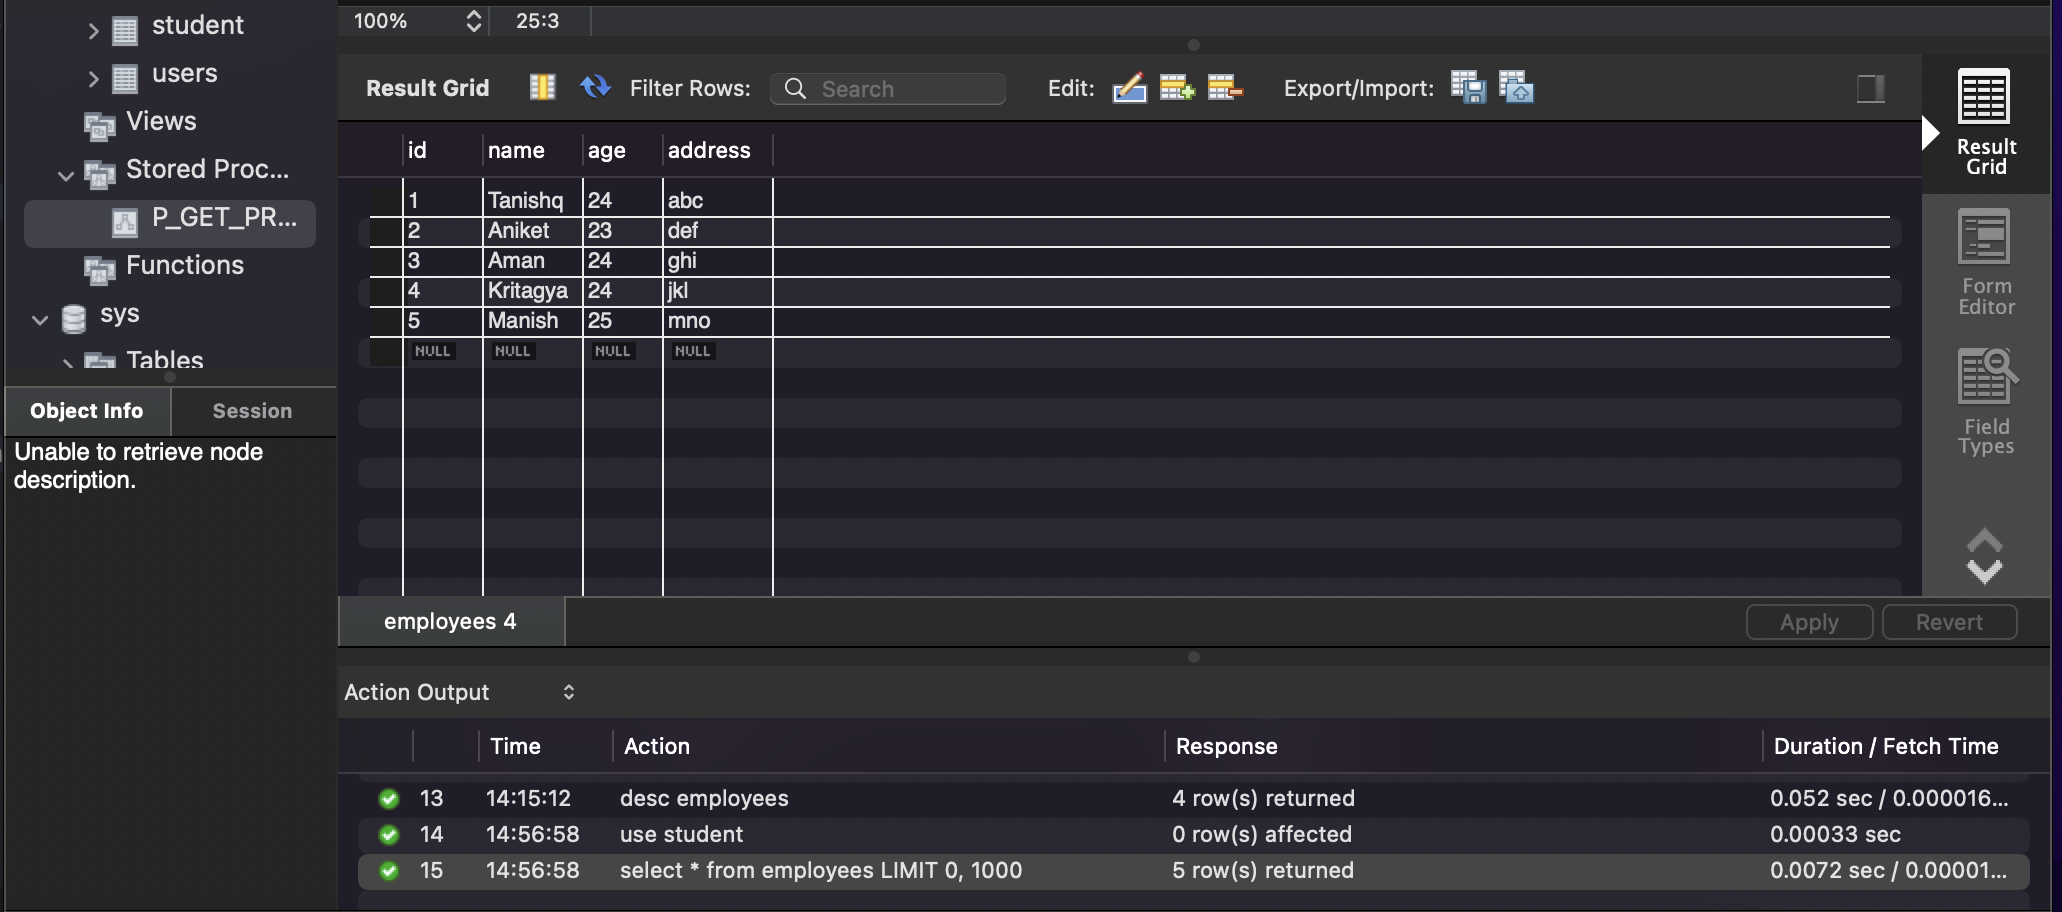 student
users
Views
Stored Proc...
P_GET_PR...
Functions
sys
Tables
Object Info Session
Unable to retrieve node
description.
100% 25:3
Result Grid Filter Rows: Search Edit: Export/Import:
id name age address
1 Tanishq 24 abc
2 Aniket 23 def
3 Aman 24 ghi
4 Kritagya 24 jkl
5 Manish 25 mno
NULL NULL NULL NULL
Result
Grid
Form
Editor
Field
Types
employees 4 Apply Revert
Action Output
Time Action Response Duration / Fetch Time
13 14:15:12 desc employees 4 row(s) returned 0.052 sec / 0.000016...
14 14:56:58 use student 0 row(s) affected 0.00033 sec
15 14:56:58 select * from employees LIMIT 0, 1000 5 row(s) returned 0.0072 sec / 0.00001...